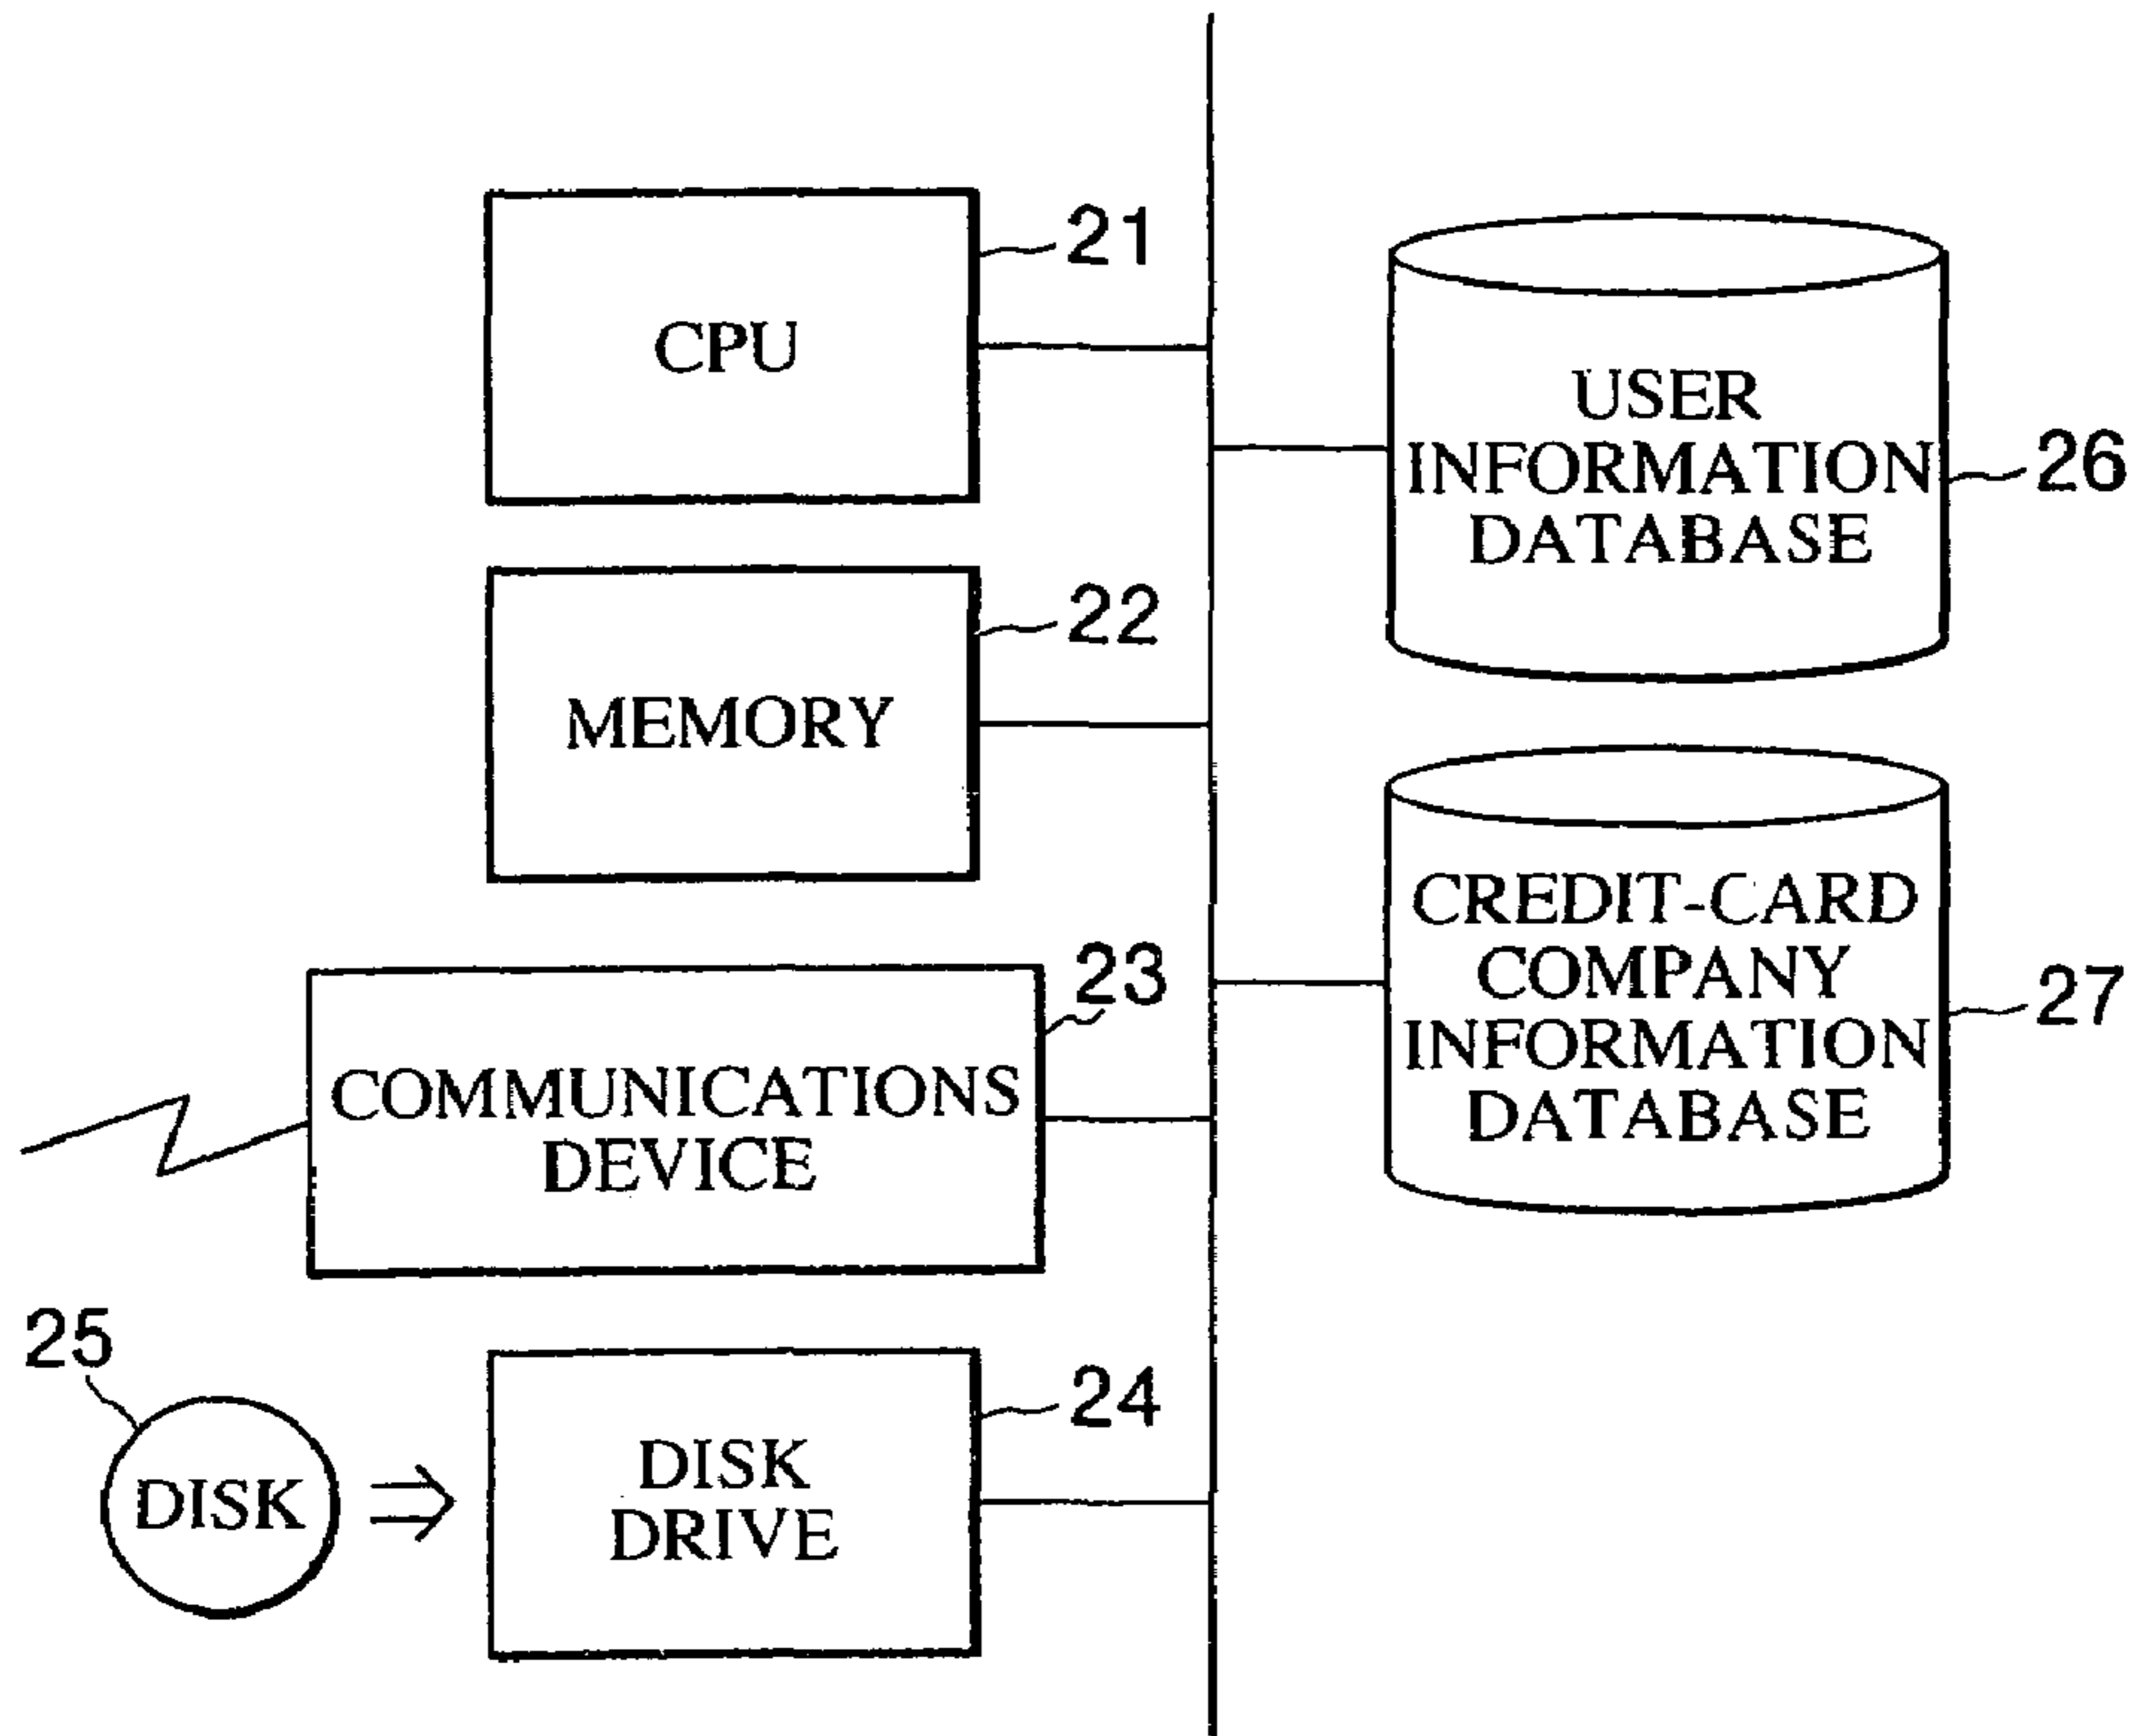 21
CPU
22
MEMORY
23
COMMUNICATIONS
DEVICE
25
DISK
24
DISK
DRIVE
USER
INFORMATION
DATABASE
26
CREDIT-CARD
COMPANY
INFORMATION
DATABASE
27